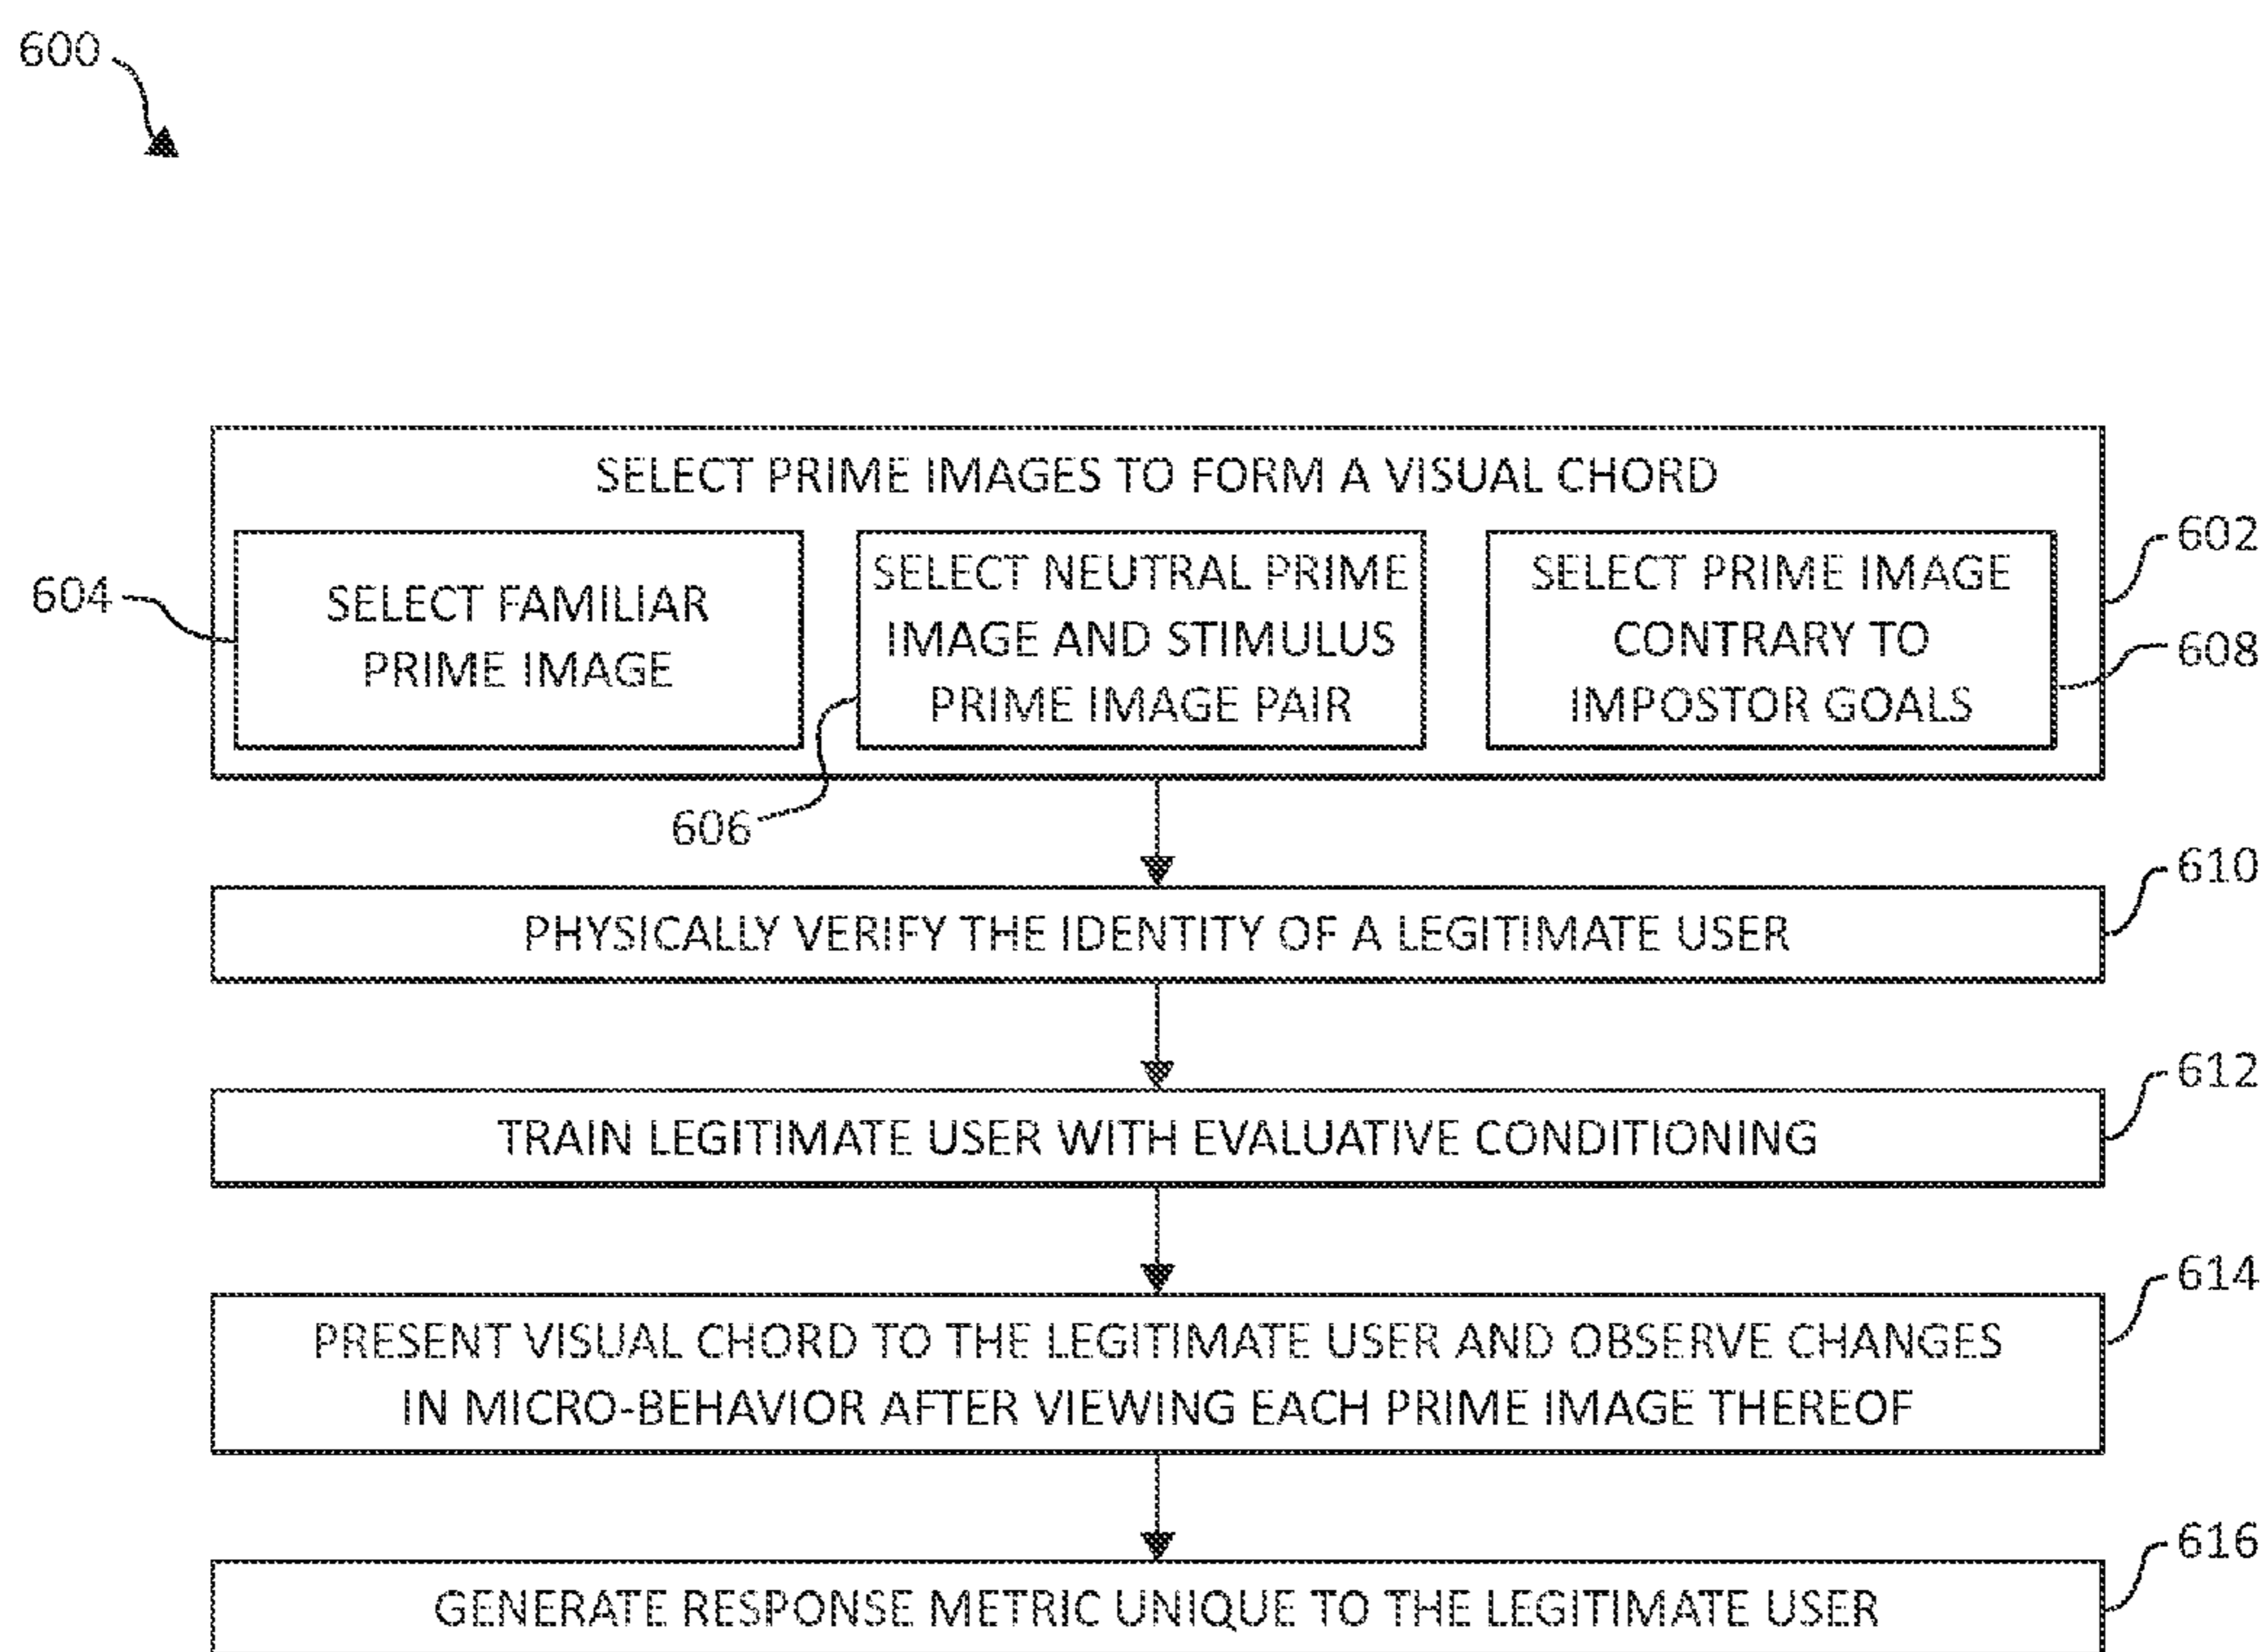 600
SELECT PRIME IMAGES TO FORM A VISUAL CHORD
602
604
SELECT FAMILIAR
PRIME IMAGE
SELECT NEUTRAL PRIME
IMAGE AND STIMULUS
PRIME IMAGE PAIR
SELECT PRIME IMAGE
CONTRARY TO
IMPOSTOR GOALS
608
606
610
PHYSICALLY VERIFY THE IDENTITY OF A LEGITIMATE USER
612
TRAIN LEGITIMATE USER WITH EVALUATIVE CONDITIONING
614
PRESENT VISUAL CHORD TO THE LEGITIMATE USER AND OBSERVE CHANGES
IN MICRO-BEHAVIOR AFTER VIEWING EACH PRIME IMAGE THEREOF
616
GENERATE RESPONSE METRIC UNIQUE TO THE LEGITIMATE USER